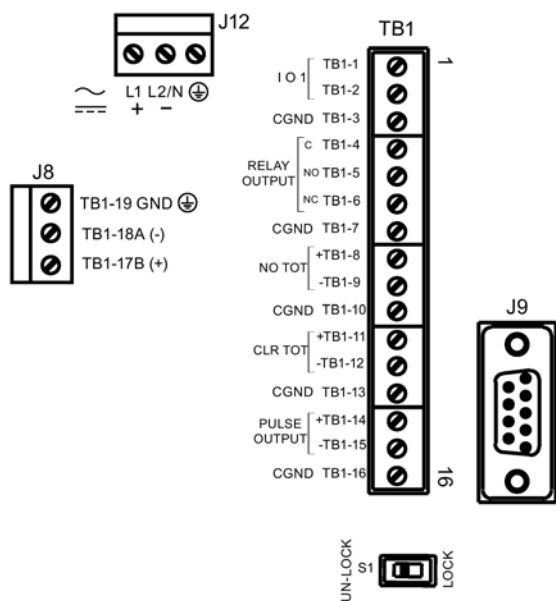 J12
L1 L2/N
+ −
J8
TB1-19 GND
TB1-18A (-)
TB1-17B (+)
TB1
1
I O 1
TB1-1
TB1-2
CGND TB1-3
RELAY
OUTPUT
C TB1-4
NO TB1-5
NC TB1-6
CGND TB1-7
NO TOT
+TB1-8
-TB1-9
CGND TB1-10
CLR TOT
+TB1-11
-TB1-12
CGND TB1-13
PULSE
OUTPUT
+TB1-14
-TB1-15
CGND TB1-16
16
J9
UN-LOCK
S1
LOCK